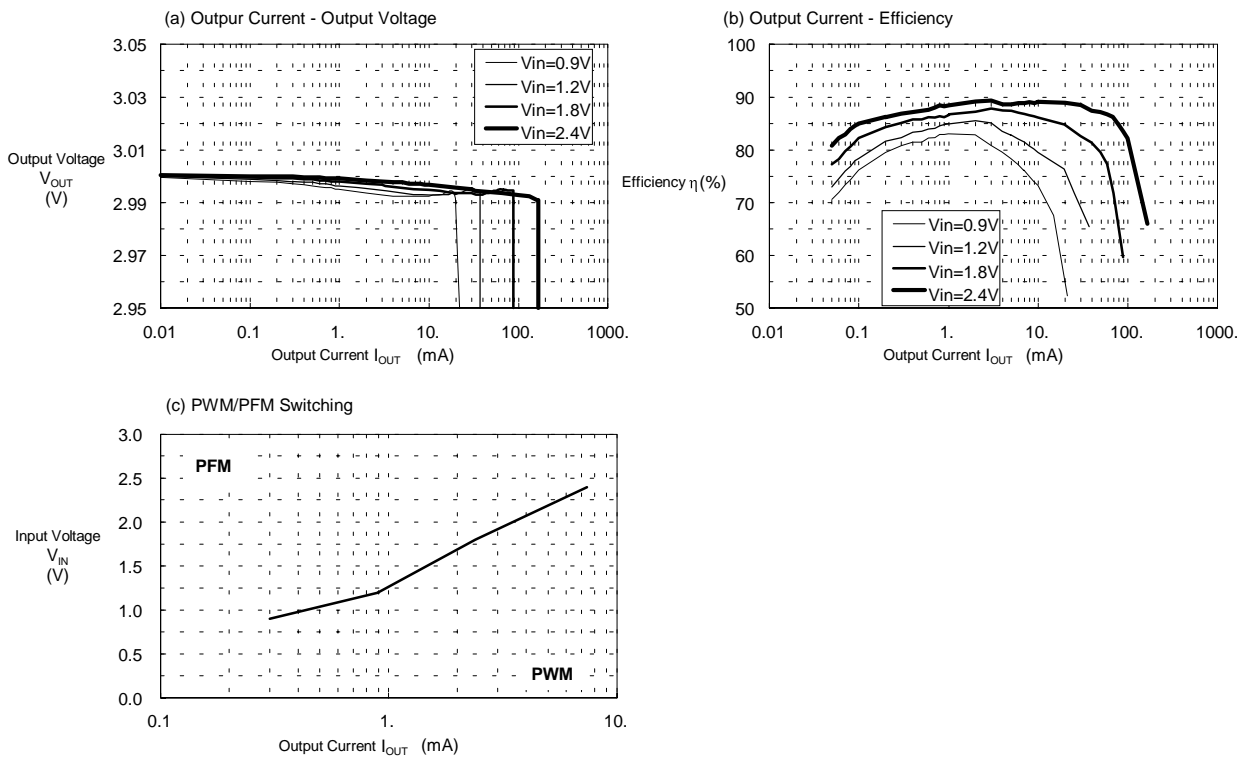 (a) Outpur Current - Output Voltage
3.05
3.03
3.01
2.99
2.97
2.95
Output Voltage
VOUT
(V)
Vin=0.9V
Vin=1.2V
Vin=1.8V
Vin=2.4V
0.01 0.1 1. 10. 100. 1000.
Output Current IOUT (mA)
(b) Output Current - Efficiency
100
90
80
70
60
50
Efficiency η(%)
Vin=0.9V
Vin=1.2V
Vin=1.8V
Vin=2.4V
0.01 0.1 1. 10. 100. 1000.
Output Current IOUT (mA)
(c) PWM/PFM Switching
3.0
2.5
2.0
1.5
1.0
0.5
0.0
Input Voltage
VIN
(V)
PFM
PWM
0.1 1. 10.
Output Current IOUT (mA)